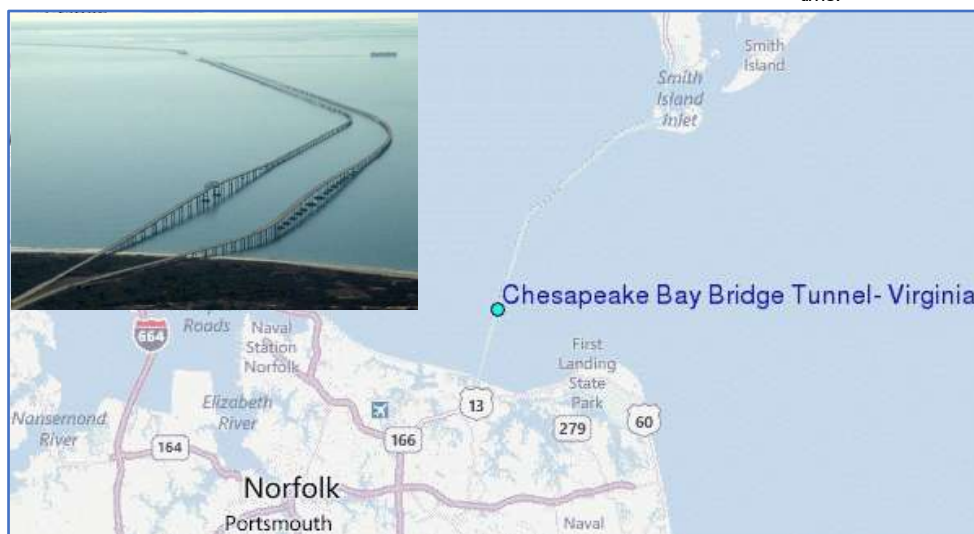 Smith
Island
Smith
Island
Inlet
Chesapeake Bay Bridge Tunnel- Virginia
Roads
664
Naval
Station
Norfolk
First
Landing
State
Park
Nansemond
River
Elizabeth
River
13
60
164
166
279
Norfolk
Portsmouth
Naval